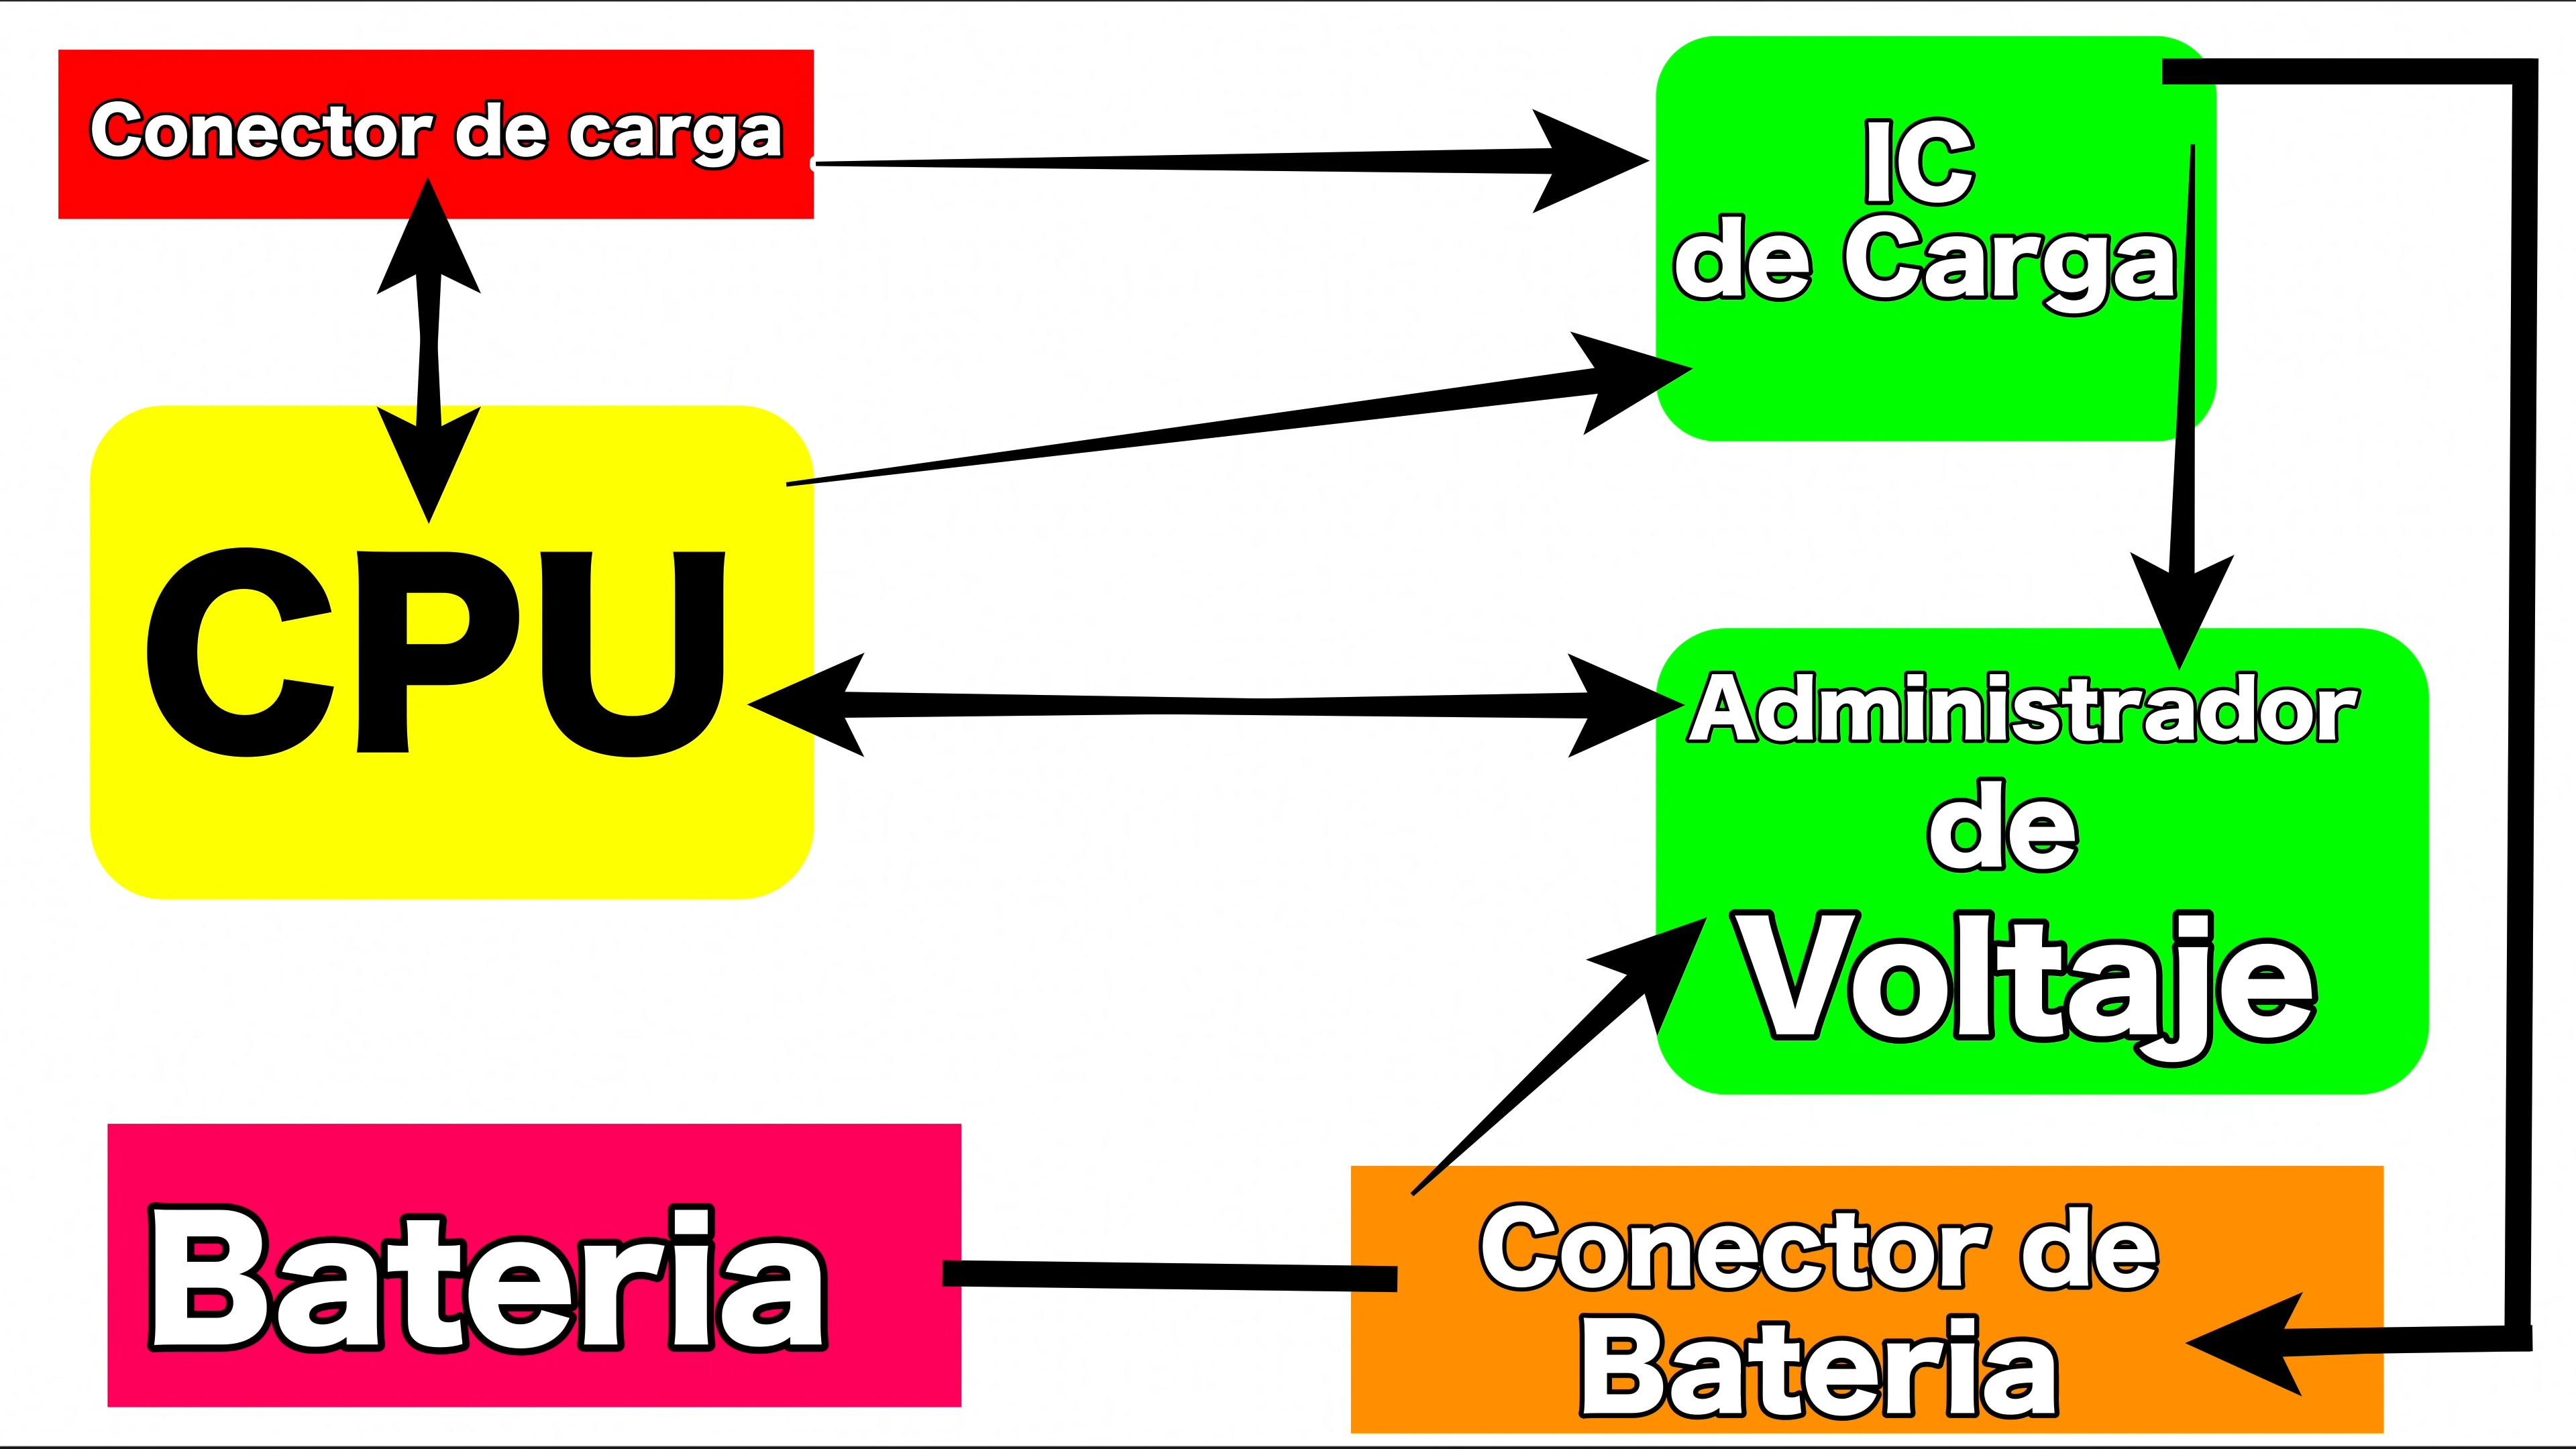 Conector de carga
IC
de Carga
CPU
Administrador
de
Voltaje
Bateria
Conector de
Bateria